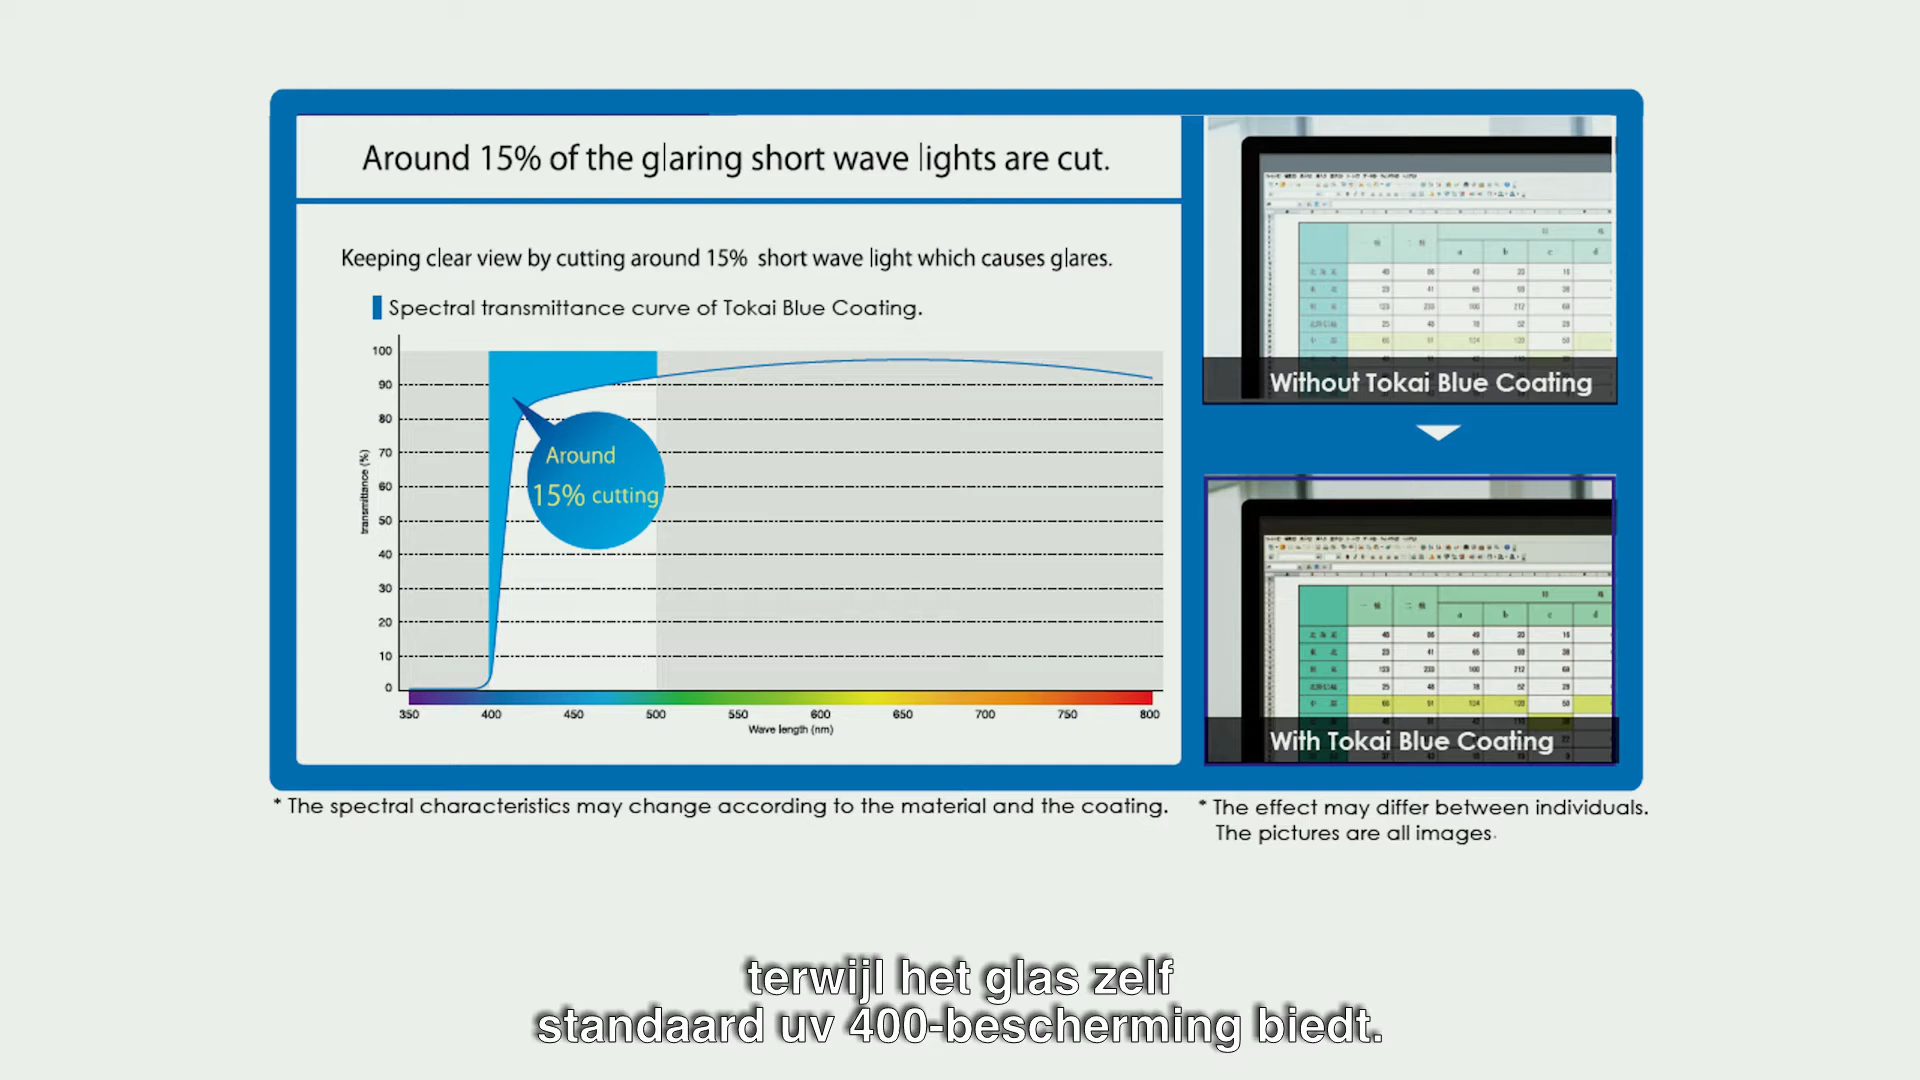 Around 15% of the glaring short wave lights are cut.
Keeping clear view by cutting around 15% short wave light which causes glares.
Spectral transmittance curve of Tokai Blue Coating.
100
90
80
70
60
50
40
30
20
10
0
transmittance (%)
Around
15% cutting
350 400 450 500 550 600 650 700 750 800
Wave length (nm)
a b c d
Without Tokai Blue Coating
a b c d
With Tokai Blue Coating
* The spectral characteristics may change according to the material and the coating.
* The effect may differ between individuals.
The pictures are all images.
terwijl het glas zelf
standaard uv 400-bescherming biedt.